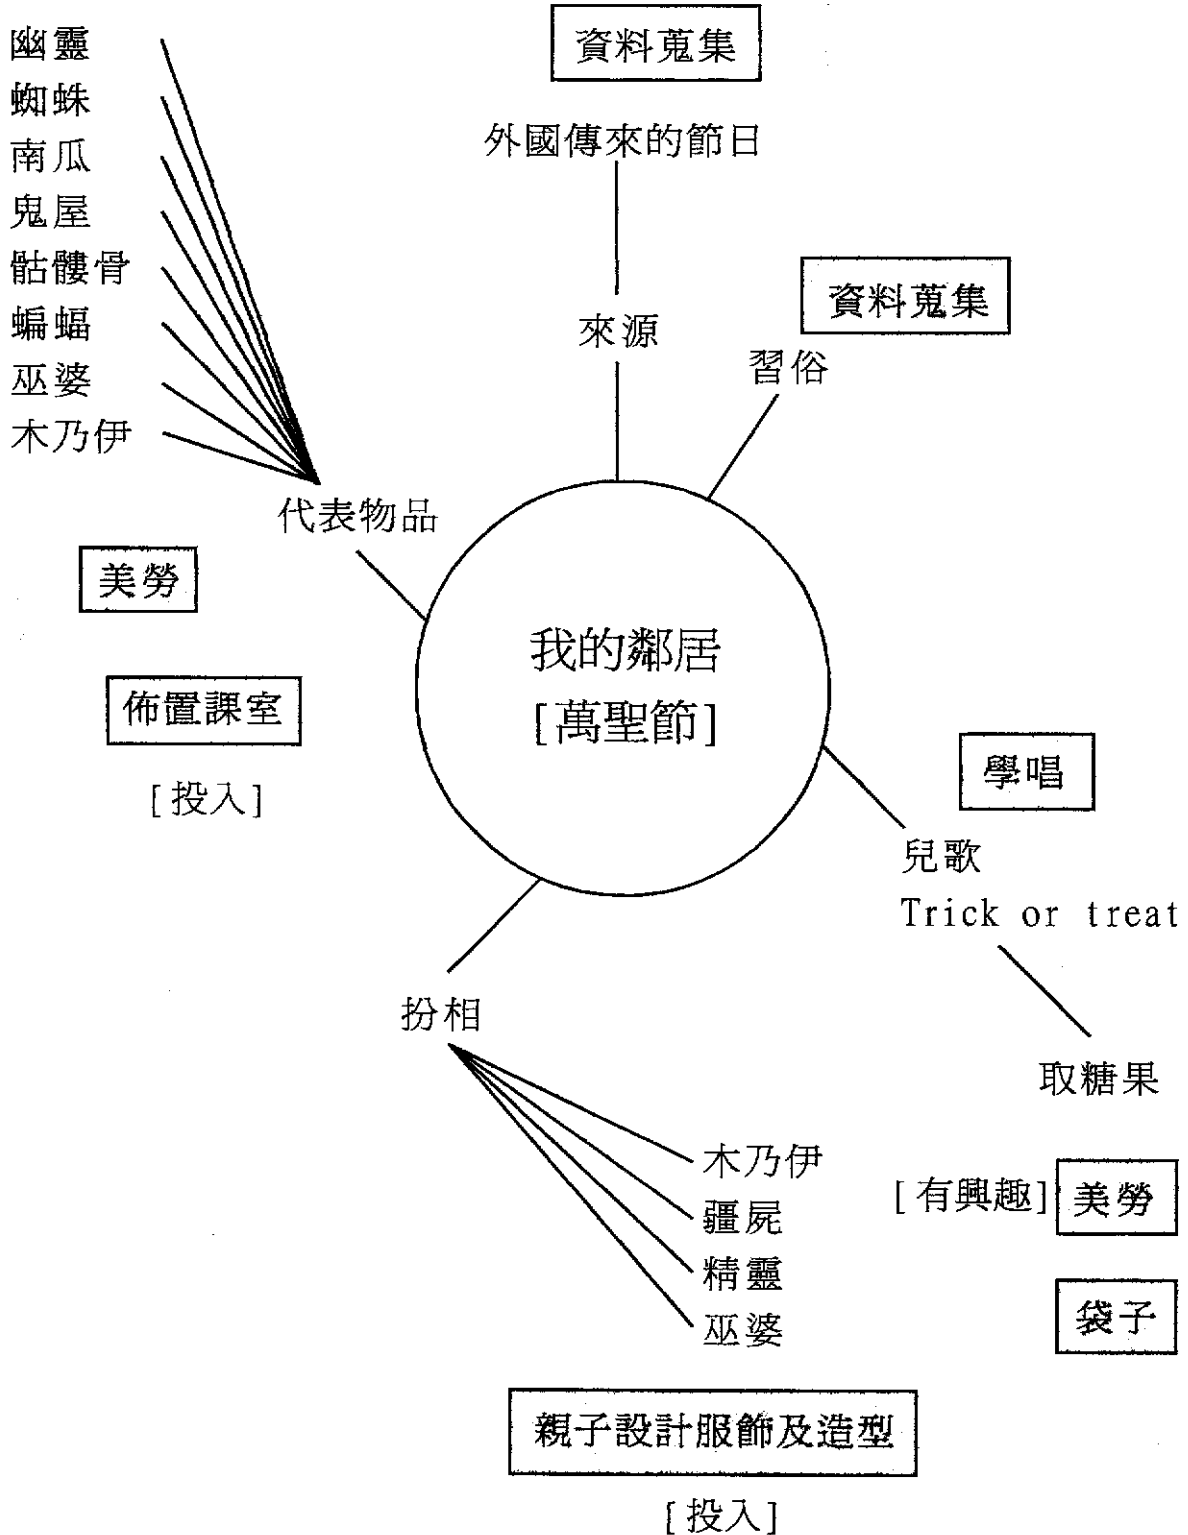 幽靈
蜘蛛
南瓜
鬼屋
骷髏骨
蝙蝠
巫婆
木乃伊
代表物品
美勞
佈置課室
[投入]
資料蒐集
外國傳來的節日
來源
資料蒐集
習俗
我的鄰居
[萬聖節]
學唱
兒歌
Trick or treat
取糖果
[有興趣]
美勞
袋子
扮相
木乃伊
疆屍
精靈
巫婆
親子設計服飾及造型
[投入]